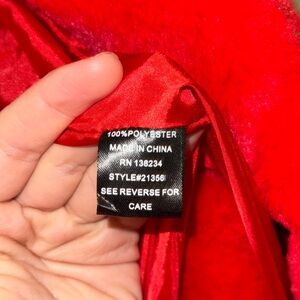 100%POLYESTER
MADE IN CHINA
RN 138234
STYLE#21356
SEE REVERSE FOR
CARE